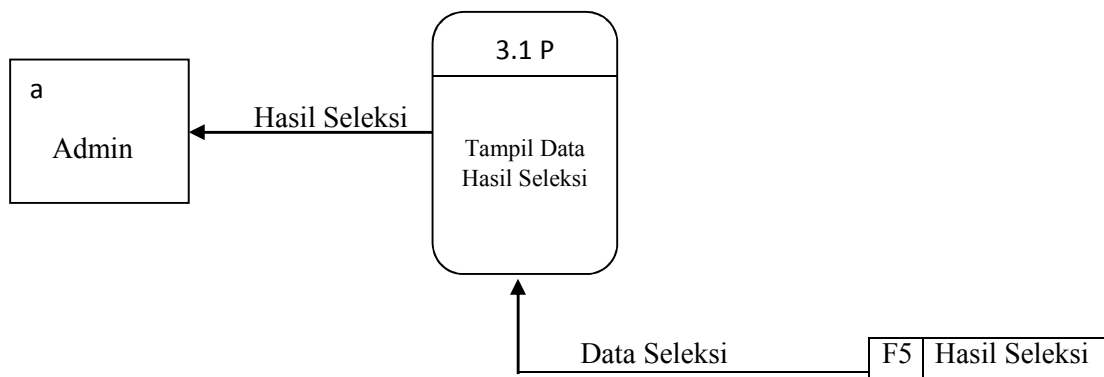 3.1 P
a
Admin
Hasil Seleksi
Tampil Data
Hasil Seleksi
Data Seleksi
F5 Hasil Seleksi